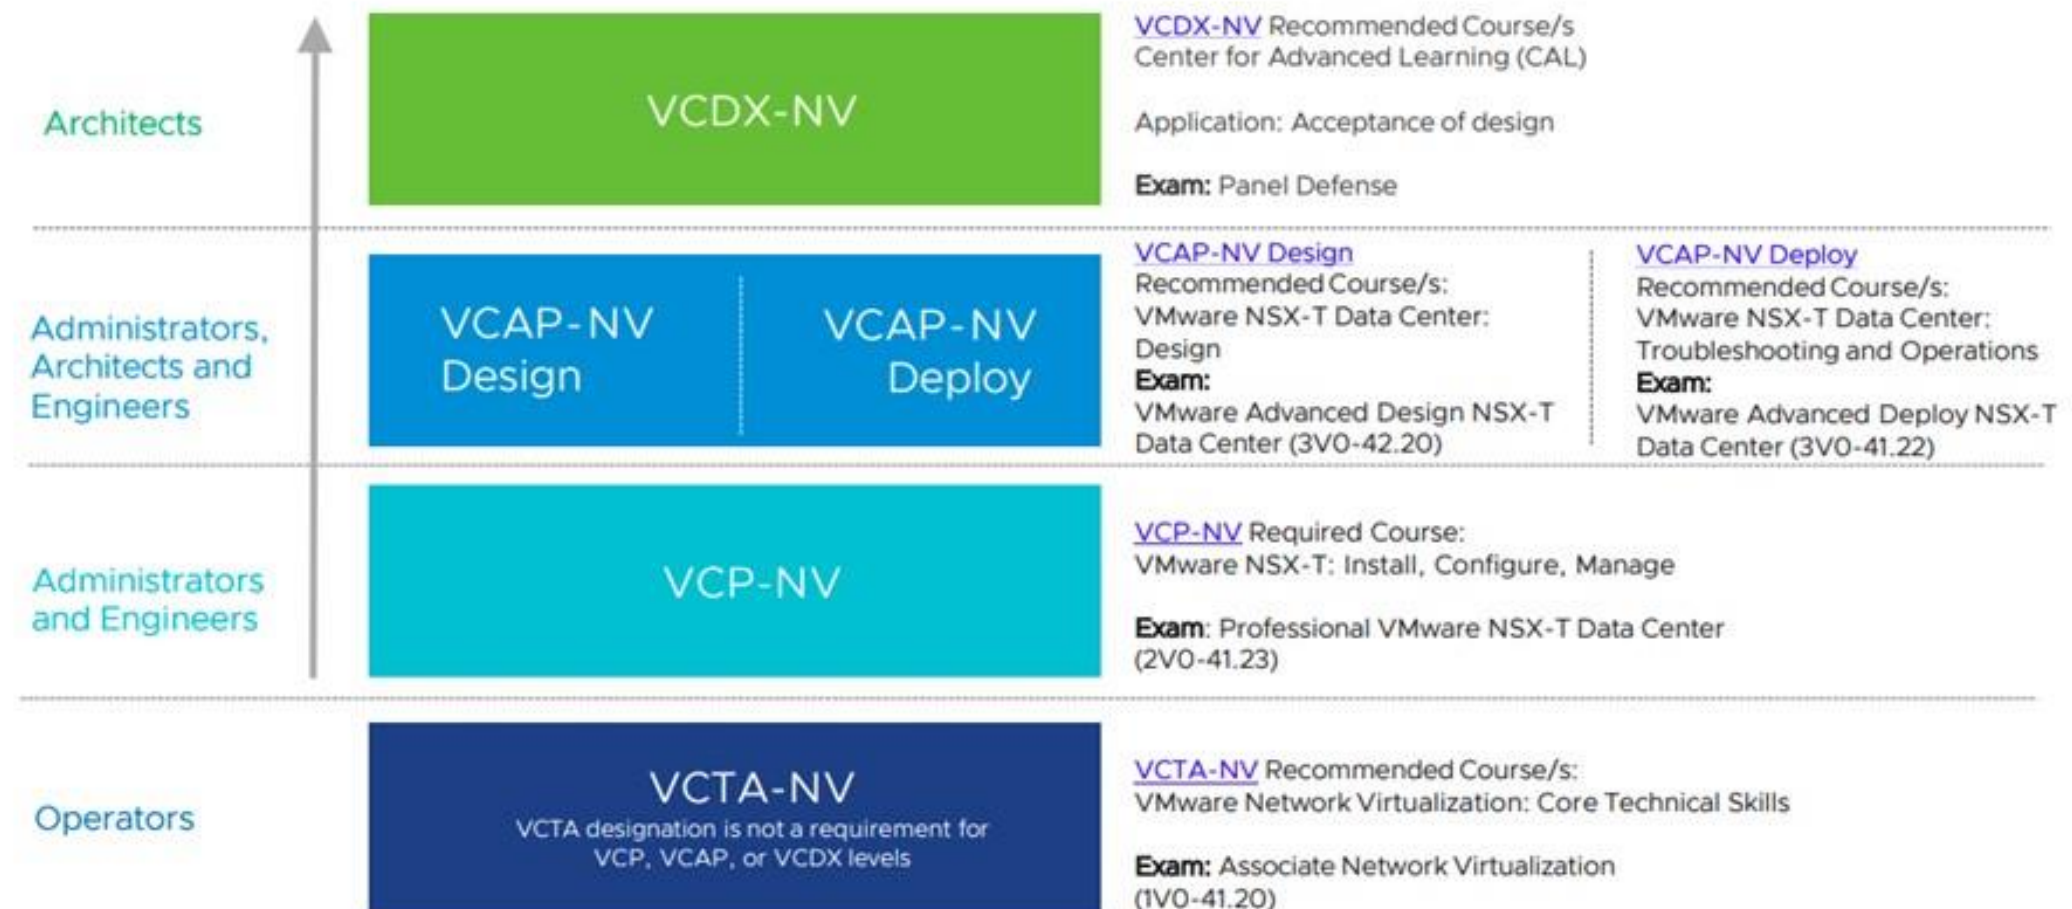 Architects
VCDX-NV
VCDX-NV Recommended Course/s
Center for Advanced Learning (CAL)
Application: Acceptance of design
Exam: Panel Defense
Administrators,
Architects and
Engineers
VCAP-NV
Design
VCAP-NV
Deploy
VCAP-NV Design
Recommended Course/s:
VMware NSX-T Data Center:
Design
Exam:
VMware Advanced Design NSX-T
Data Center (3V0-42.20)
VCAP-NV Deploy
Recommended Course/s:
VMware NSX-T Data Center:
Troubleshooting and Operations
Exam:
VMware Advanced Deploy NSX-T
Data Center (3V0-41.22)
Administrators
and Engineers
VCP-NV
VCP-NV Required Course:
VMware NSX-T: Install, Configure, Manage
Exam: Professional VMware NSX-T Data Center
(2V0-41.23)
Operators
VCTA-NV
VCTA designation is not a requirement for
VCP, VCAP, or VCDX levels
VCTA-NV Recommended Course/s:
VMware Network Virtualization: Core Technical Skills
Exam: Associate Network Virtualization
(1V0-41.20)